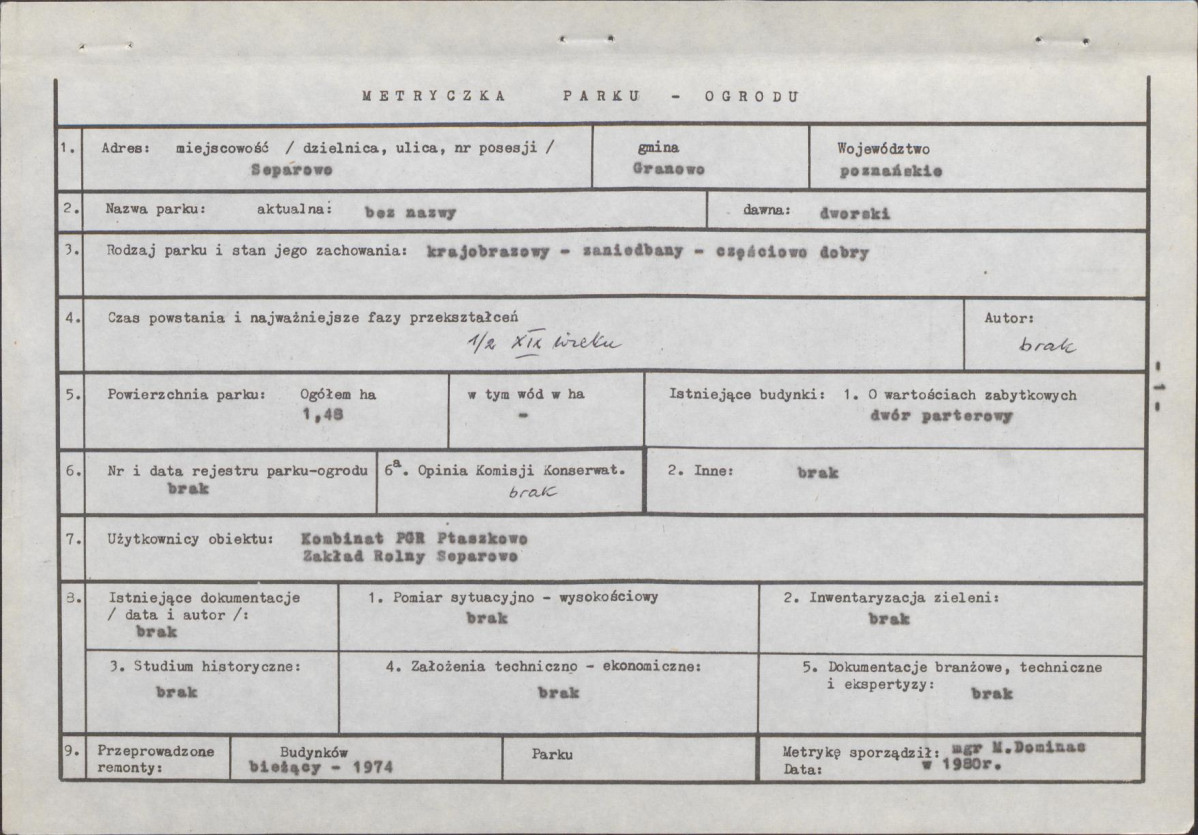 METRYCZKA PARKU - OGRODU
1. Adres: miejscowość / dzielnica, ulica, nr posesji / gmina Województwo
Separowo Granowo poznańskie
2. Nazwa parku: aktualna: bez nazwy dawna: dworski
3. Rodzaj parku i stan jego zachowania: krajobrazowy - zaniedbany - częściowo dobry
4. Czas powstania i najważniejsze fazy przekształceń Autor:
1/2 XIX wieku brak
5. Powierzchnia parku: Ogółem ha w tym wód w ha Istniejące budynki: 1. O wartościach zabytkowych
1,48 - dwór parterowy
- 1 -
6. Nr i data rejestru parku-ogrodu 6a. Opinia Komisji Konserwat. 2. Inne: brak
brak brak
7. Użytkownicy obiektu: Kombinat PGR Ptaszkowo
Zakład Rolny Separowo
8. Istniejące dokumentacje 1. Pomiar sytuacyjno - wysokościowy 2. Inwentaryzacja zieleni:
/ data i autor /: brak brak
brak
3. Studium historyczne: 4. Założenia techniczno - ekonomiczne: 5. Dokumentacje branżowe, techniczne
i ekspertyzy: brak
brak brak
9. Przeprowadzone Budynków Parku Metrykę sporządził: mgr M.Dominas
remonty: bieżący - 1974 Data: w 1980r.